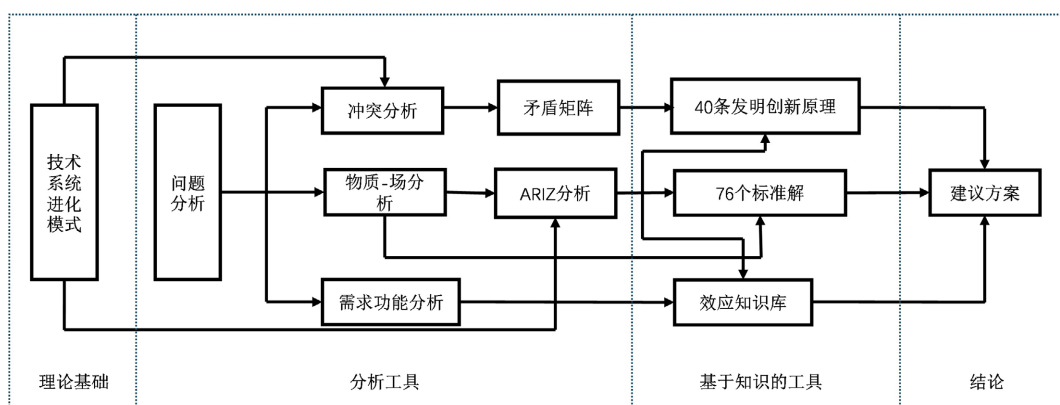 技术
系统
进化
模式
问题
分析
冲突分析
矛盾矩阵
40条发明创新原理
物质-场分
析
ARIZ分析
76个标准解
建议方案
需求功能分析
效应知识库
理论基础
分析工具
基于知识的工具
结论